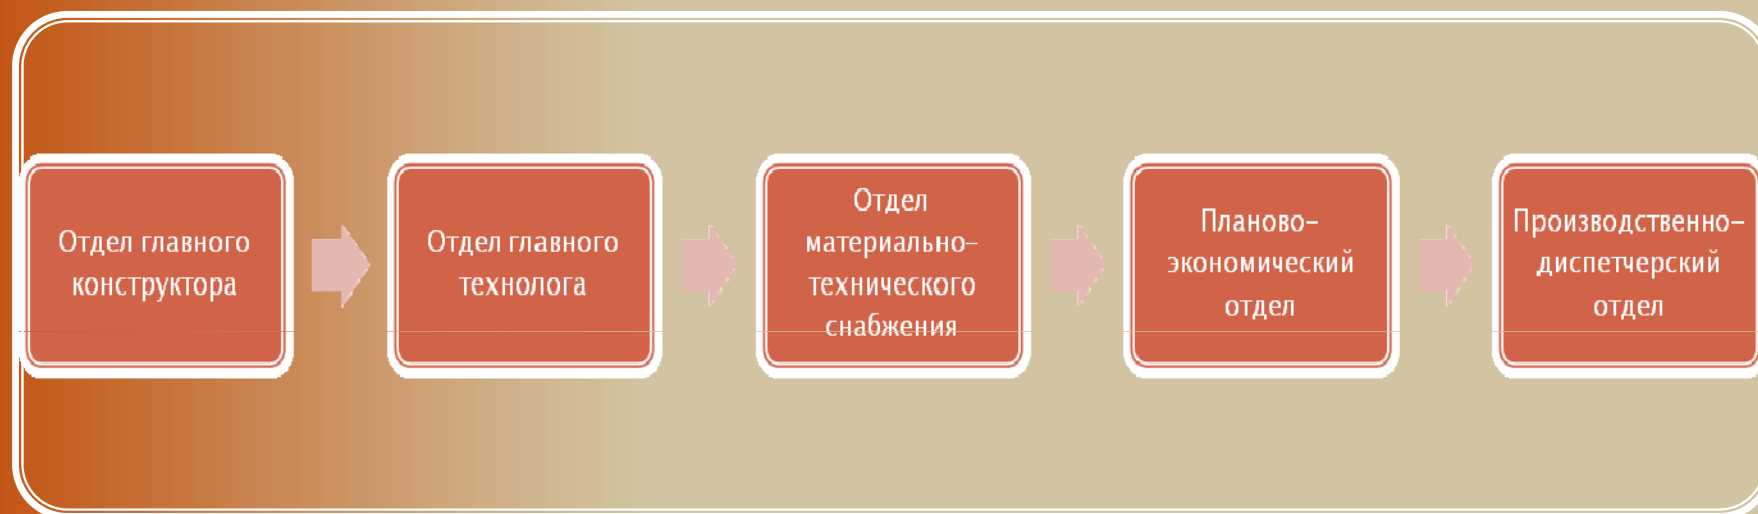 Отдел главного
конструктора
Отдел главного
технолога
Отдел
материально-
технического
снабжения
Планово-
экономический
отдел
Производственно-
диспетчерский
отдел